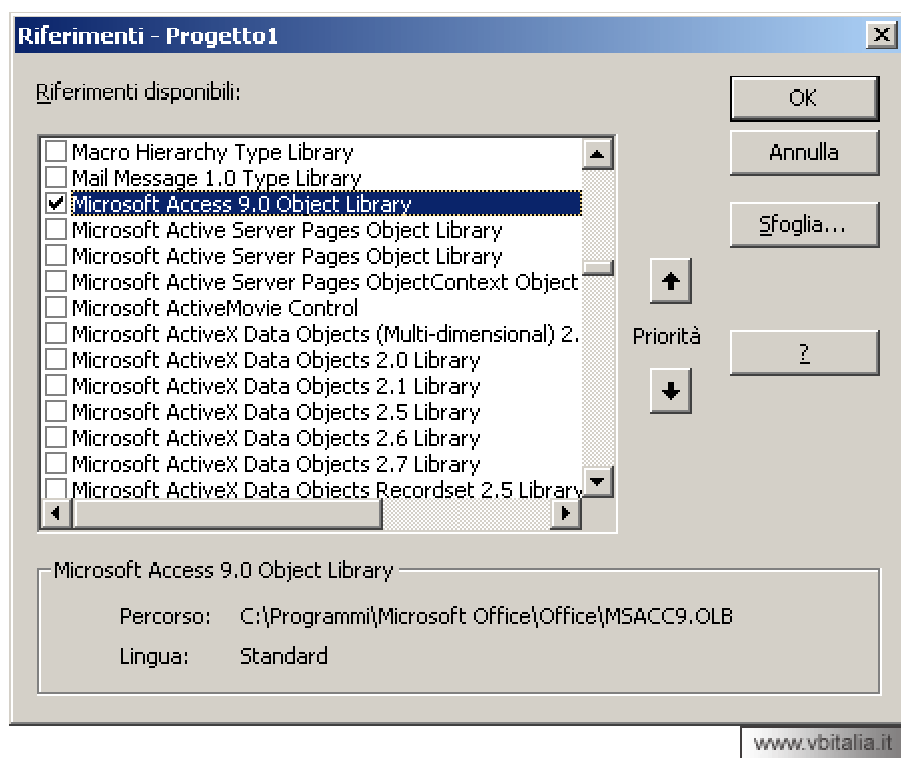 Riferimenti - Progetto1
Riferimenti disponibili:
OK
Annulla
Sfoglia...
?
Macro Hierarchy Type Library
Mail Message 1.0 Type Library
Microsoft Access 9.0 Object Library
Microsoft Active Server Pages Object Library
Microsoft Active Server Pages Object Library
Microsoft Active Server Pages ObjectContext Object
Microsoft ActiveMovie Control
Microsoft ActiveX Data Objects (Multi-dimensional) 2.
Microsoft ActiveX Data Objects 2.0 Library
Microsoft ActiveX Data Objects 2.1 Library
Microsoft ActiveX Data Objects 2.5 Library
Microsoft ActiveX Data Objects 2.6 Library
Microsoft ActiveX Data Objects 2.7 Library
Microsoft ActiveX Data Objects Recordset 2.5 Library
Priorità
Microsoft Access 9.0 Object Library
Percorso: C:\Programmi\Microsoft Office\Office\MSACC9.OLB
Lingua: Standard
www.vbitalia.it